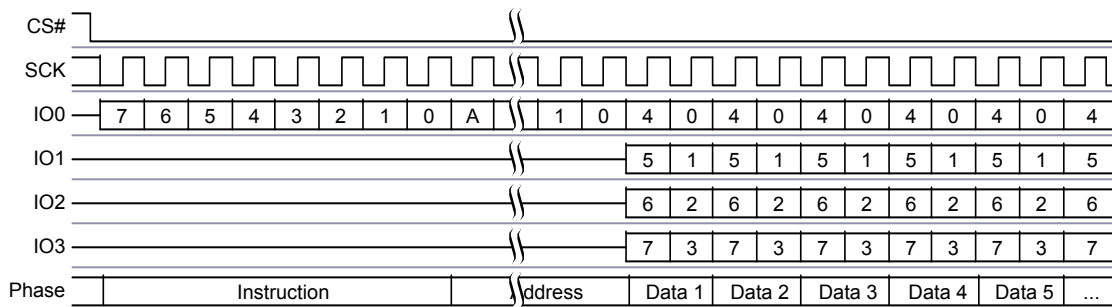 CS#
SCK
IO0 7 6 5 4 3 2 1 0 A 1 0 4 0 4 0 4 0 4 0 4 0 4
IO1 5 1 5 1 5 1 5 1 5 1 5
IO2 6 2 6 2 6 2 6 2 6 2 6
IO3 7 3 7 3 7 3 7 3 7 3 7
Phase Instruction Address Data 1 Data 2 Data 3 Data 4 Data 5 ...